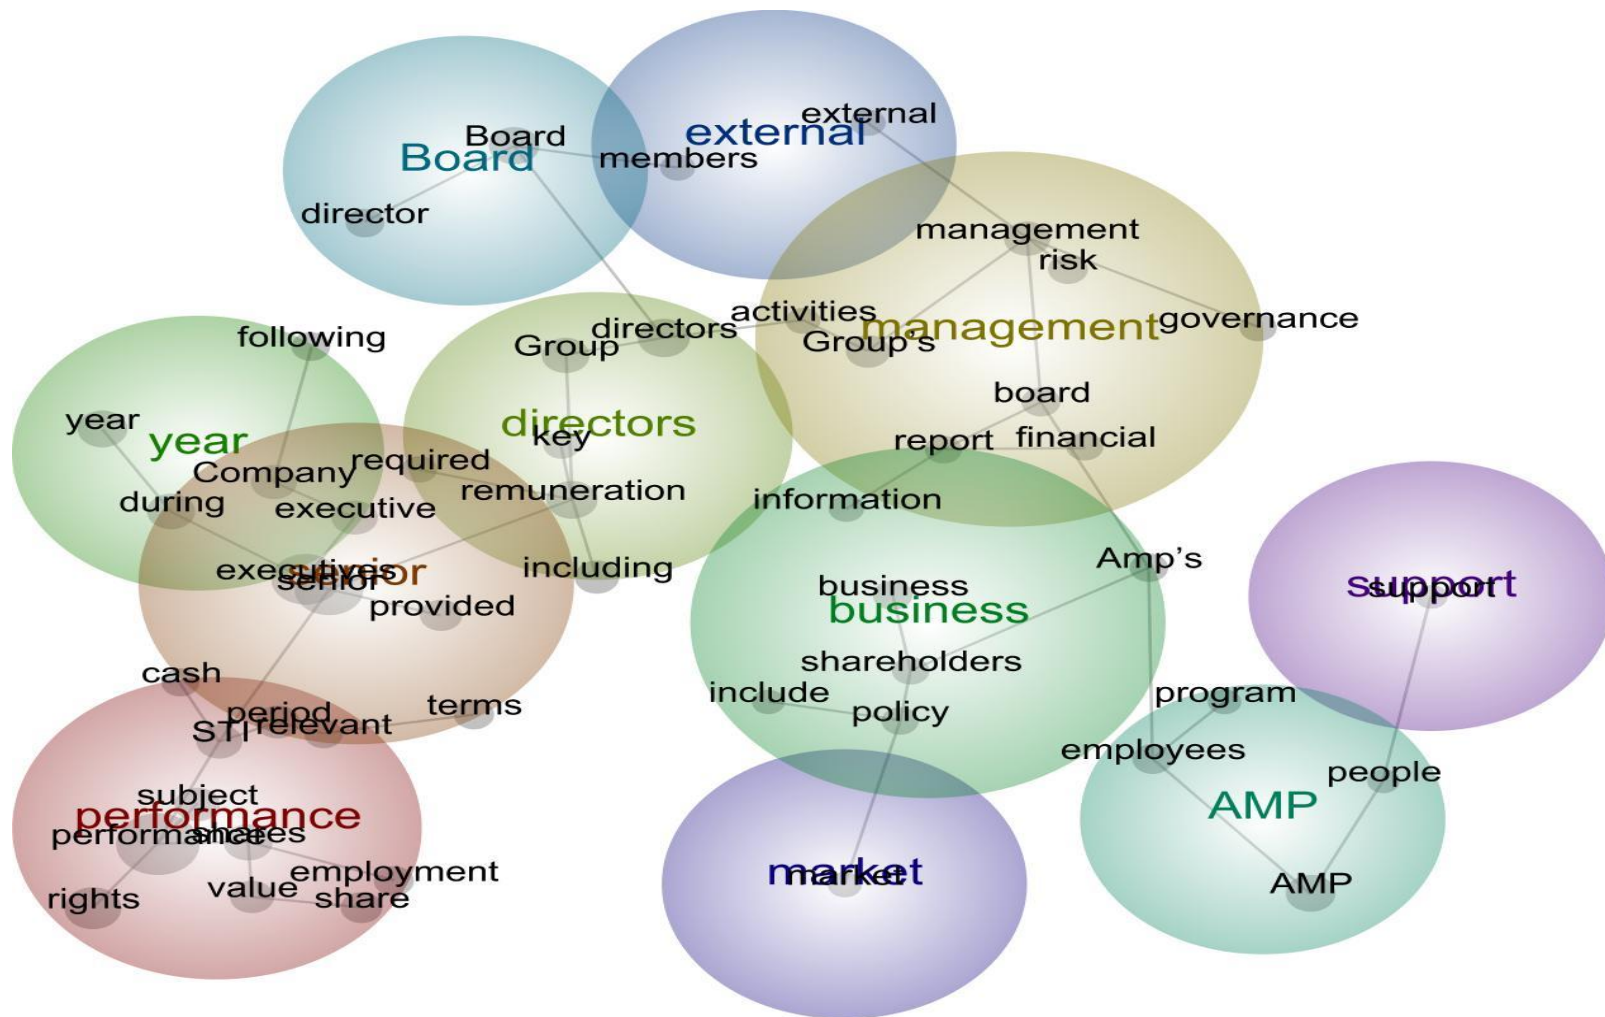 external
Board
external
Board
members
director
management
risk
activities
directors
governance
following
Group
Group's
management
board
year
directors
financial
year
key
report
required
Company
remuneration
information
during
executive
Amp's
including
executives
senior
senior
business
support
support
provided
business
shareholders
cash
include
program
terms
period
policy
relevant
STI
employees
people
subject
AMP
performance
performance
shares
employment
market
market
AMP
value
rights
share